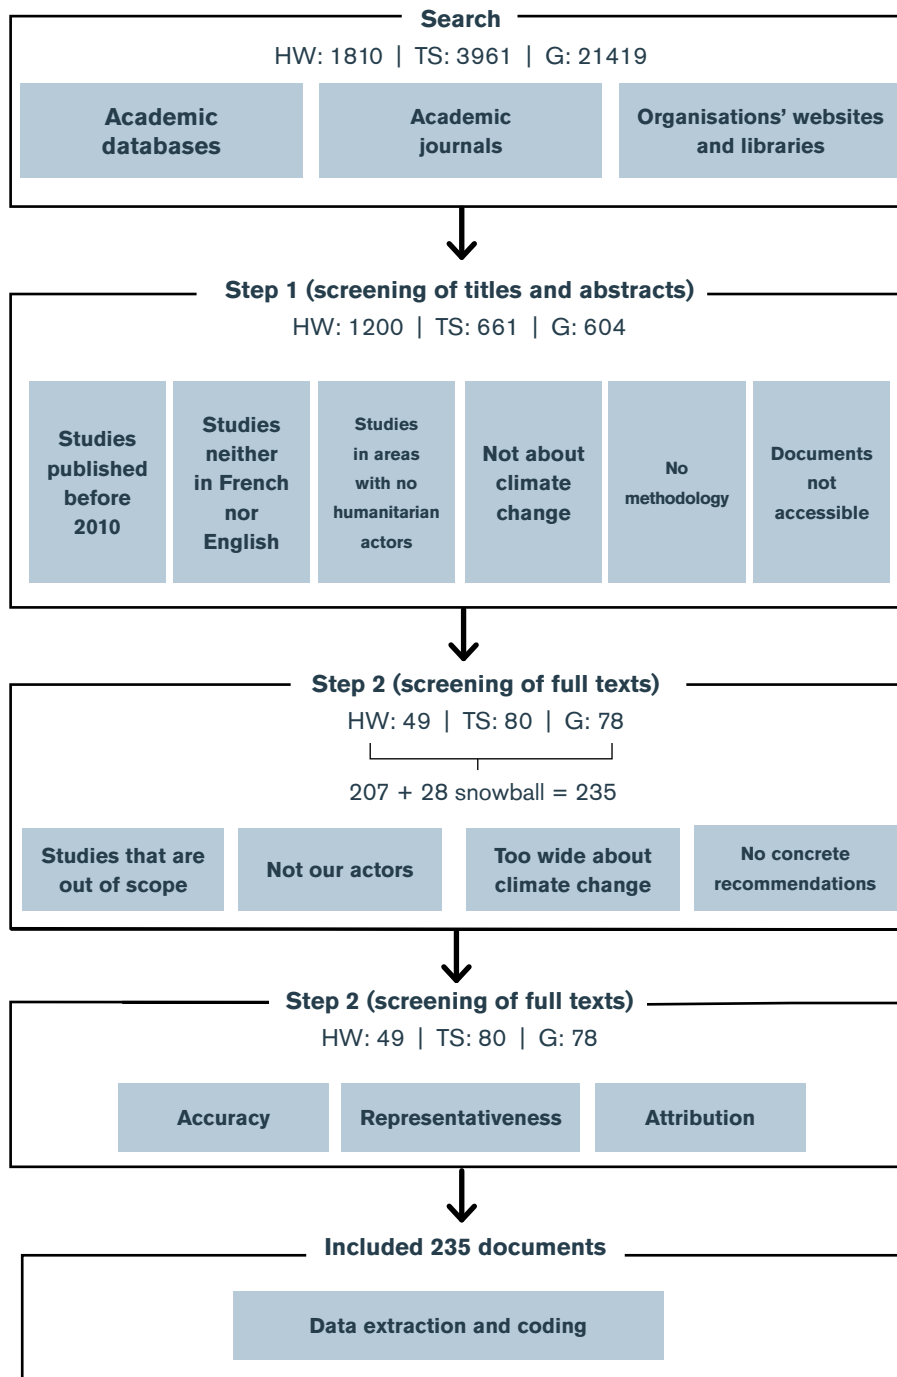 Search
HW: 1810 | TS: 3961 | G: 21419
Academic
databases
Academic
journals
Organisations’ websites
and libraries
Step 1 (screening of titles and abstracts)
HW: 1200 | TS: 661 | G: 604
Studies
published
before
2010
Studies
neither
in French
nor
English
Studies
in areas
with no
humanitarian
actors
Not about
climate
change
No
methodology
Documents
not
accessible
Step 2 (screening of full texts)
HW: 49 | TS: 80 | G: 78
207 + 28 snowball = 235
Studies that are
out of scope
Not our actors
Too wide about
climate change
No concrete
recommendations
Step 2 (screening of full texts)
HW: 49 | TS: 80 | G: 78
Accuracy
Representativeness
Attribution
Included 235 documents
Data extraction and coding